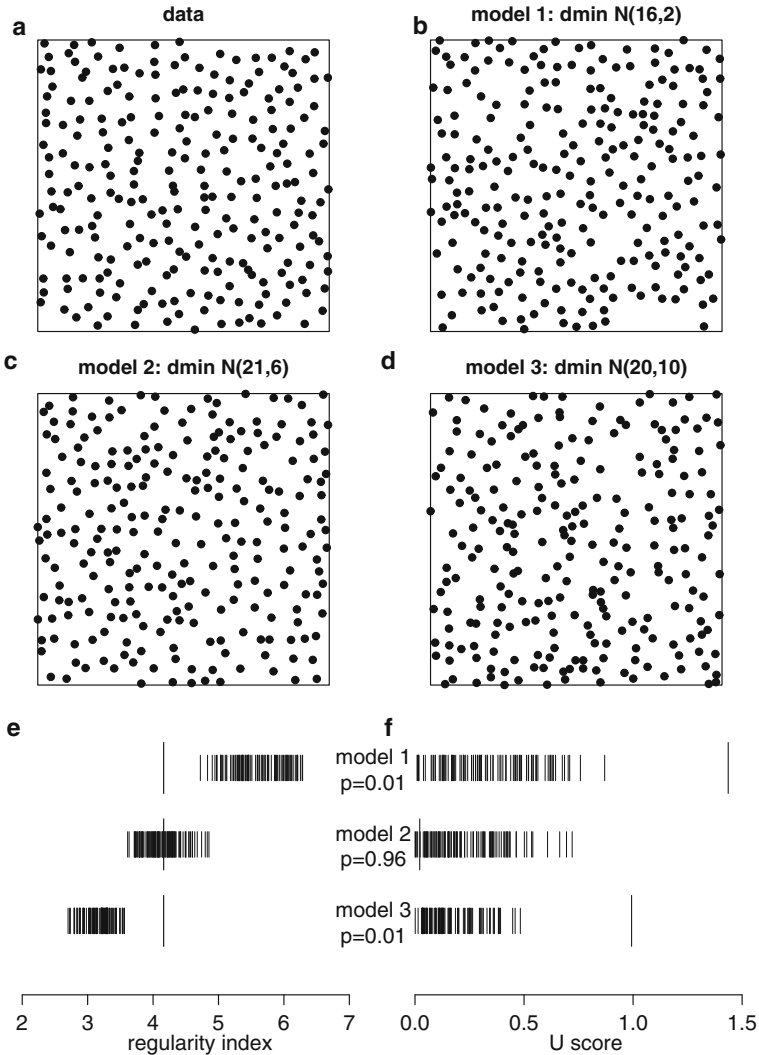 a
data
b
model 1: dmin N(16,2)
c
model 2: dmin N(21,6)
d
model 3: dmin N(20,10)
e
f
model 1
p=0.01
model 2
p=0.96
model 3
p=0.01
2 3 4 5 6 7
regularity index
0.0 0.5 1.0 1.5
U score